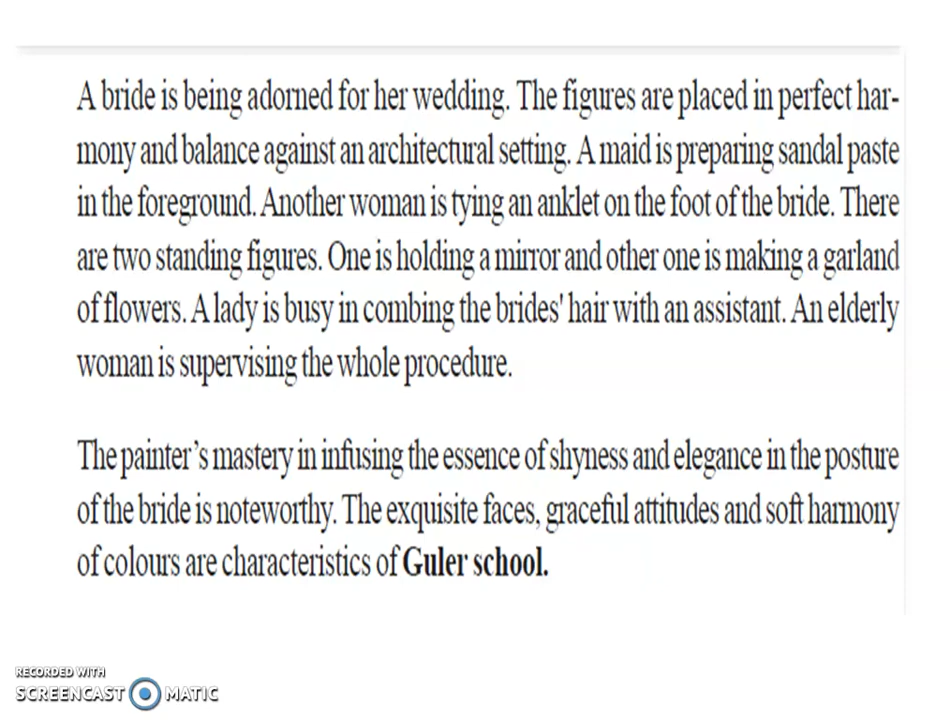 A bride is being adorned for her wedding. The figures are placed in perfect har-
mony and balance against an architectural setting. A maid is preparing sandal paste
in the foreground. Another woman is tying an anklet on the foot of the bride. There
are two standing figures. One is holding a mirror and other one is making a garland
of flowers. A lady is busy in combing the brides' hair with an assistant. An elderly
woman is supervising the whole procedure.
The painter's mastery in infusing the essence of shyness and elegance in the posture
of the bride is noteworthy. The exquisite faces, graceful attitudes and soft harmony
of colours are characteristics of Guler school.
RECORDED WITH
SCREENCAST MATIC